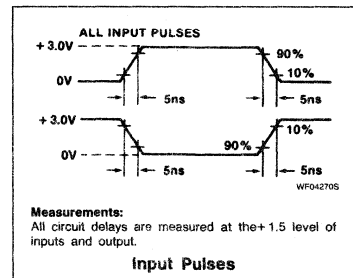 ALL INPUT PULSES
+ 3.0V
90%
10%
0V
5ns
5ns
+ 3.0V
10%
90%
0V
5ns
5ns
WF04270S
Measurements:
All circuit delays are measured at the+ 1.5 level of
inputs and output.
Input Pulses